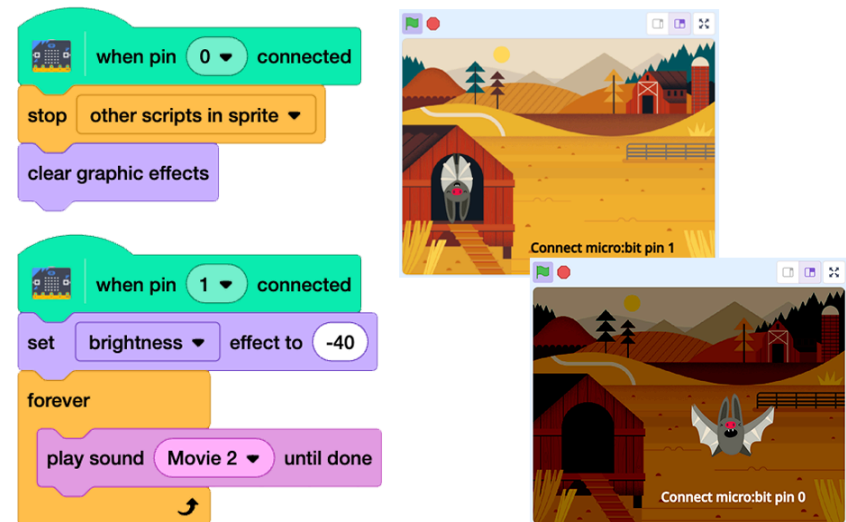 when pin 0 connected
stop other scripts in sprite
clear graphic effects
when pin 1 connected
set brightness effect to -40
forever
play sound Movie 2 until done
Connect micro:bit pin 1
Connect micro:bit pin 0